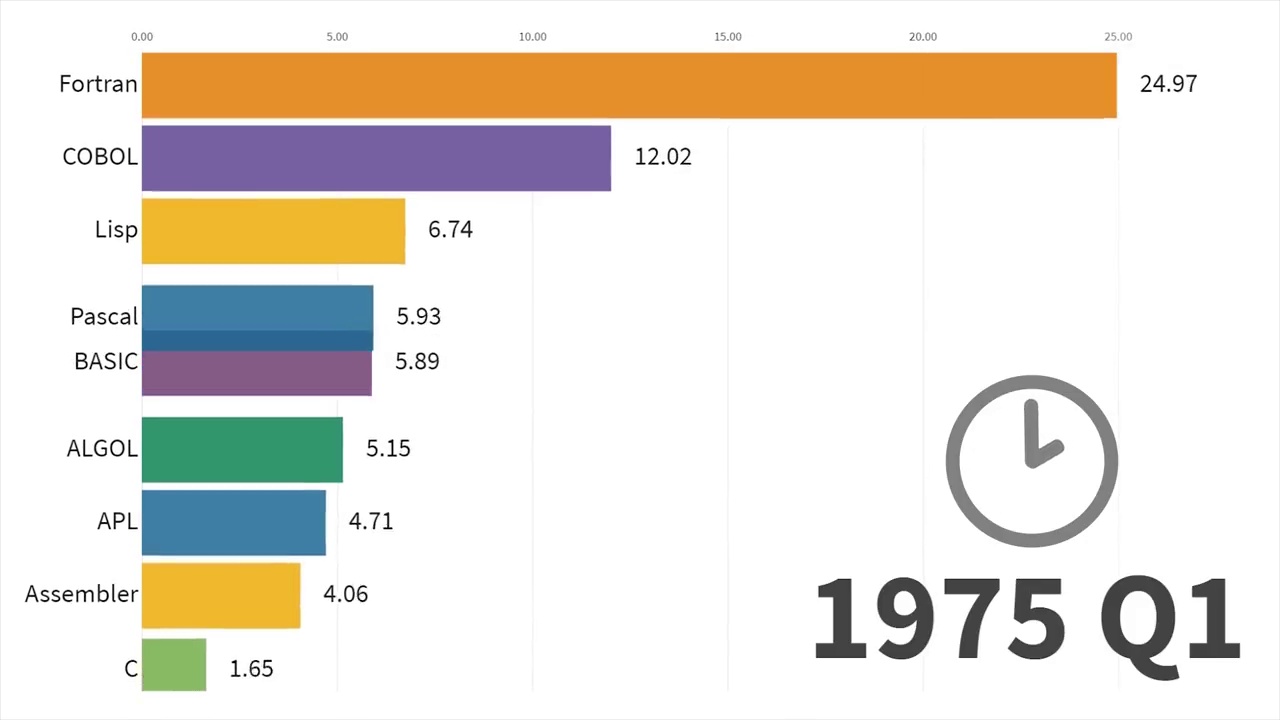 0.00 5.00 10.00 15.00 20.00 25.00
Fortran 24.97
COBOL 12.02
Lisp 6.74
Pascal 5.93
BASIC 5.89
ALGOL 5.15
APL 4.71
Assembler 4.06
C 1.65
1975 Q1